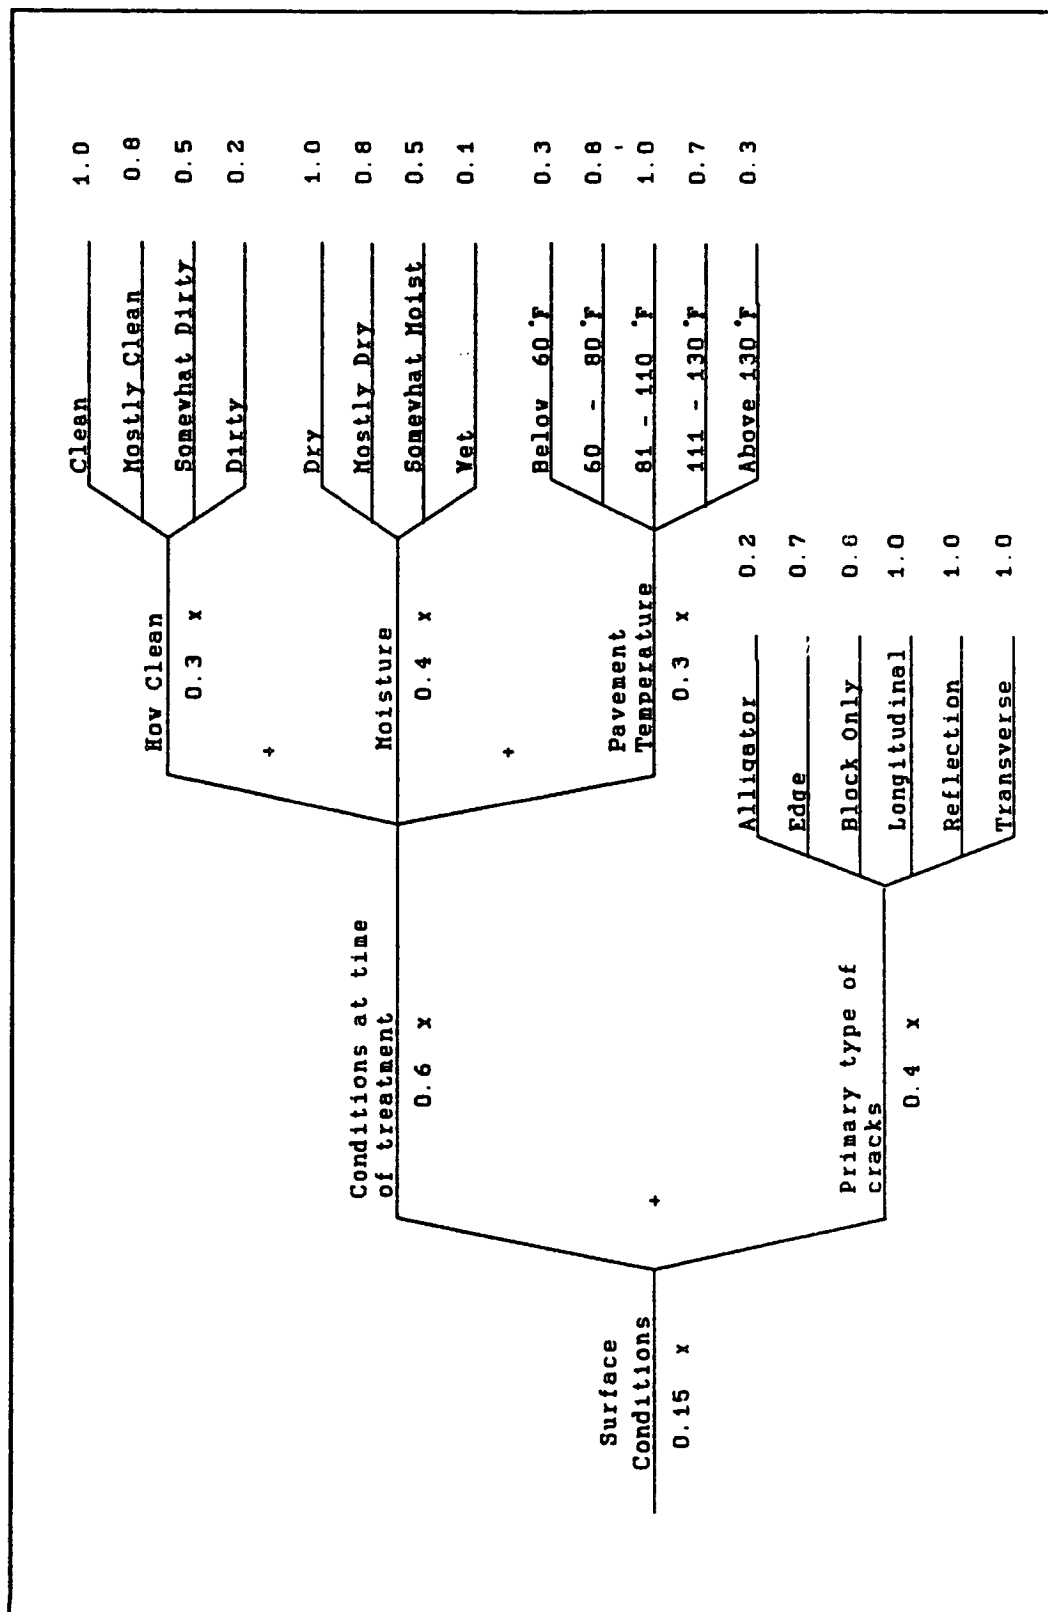 Surface
Conditions
0.15 x
Conditions at time
of treatment
0.6 x
+
Primary type of
cracks
0.4 x
How Clean
0.3 x
+
Moisture
0.4 x
+
Pavement
Temperature
0.3 x
Clean 1.0
Mostly Clean 0.8
Somewhat Dirty 0.5
Dirty 0.2
Dry 1.0
Mostly Dry 0.8
Somewhat Moist 0.5
Wet 0.1
Below 60°F 0.3
60 - 80°F 0.8
81 - 110°F 1.0
111 - 130°F 0.7
Above 130°F 0.3
Alligator 0.2
Edge 0.7
Block Only 0.6
Longitudinal 1.0
Reflection 1.0
Transverse 1.0